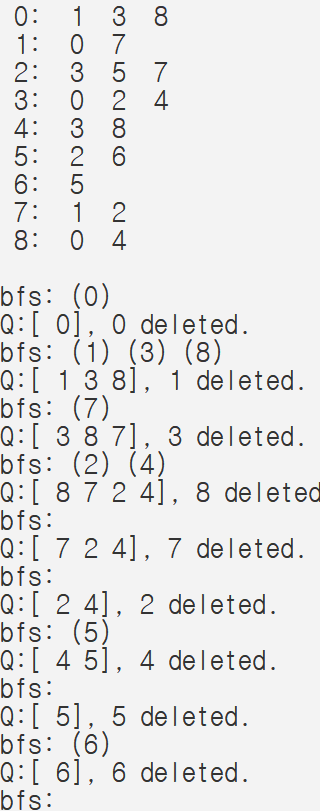 0: 1 3 8
1: 0 7
2: 3 5 7
3: 0 2 4
4: 3 8
5: 2 6
6: 5
7: 1 2
8: 0 4
bfs: (0)
Q:[ 0], 0 deleted.
bfs: (1) (3) (8)
Q:[ 1 3 8], 1 deleted.
bfs: (7)
Q:[ 3 8 7], 3 deleted.
bfs: (2) (4)
Q:[ 8 7 2 4], 8 deleted
bfs:
Q:[ 7 2 4], 7 deleted.
bfs:
Q:[ 2 4], 2 deleted.
bfs: (5)
Q:[ 4 5], 4 deleted.
bfs:
Q:[ 5], 5 deleted.
bfs: (6)
Q:[ 6], 6 deleted.
bfs: